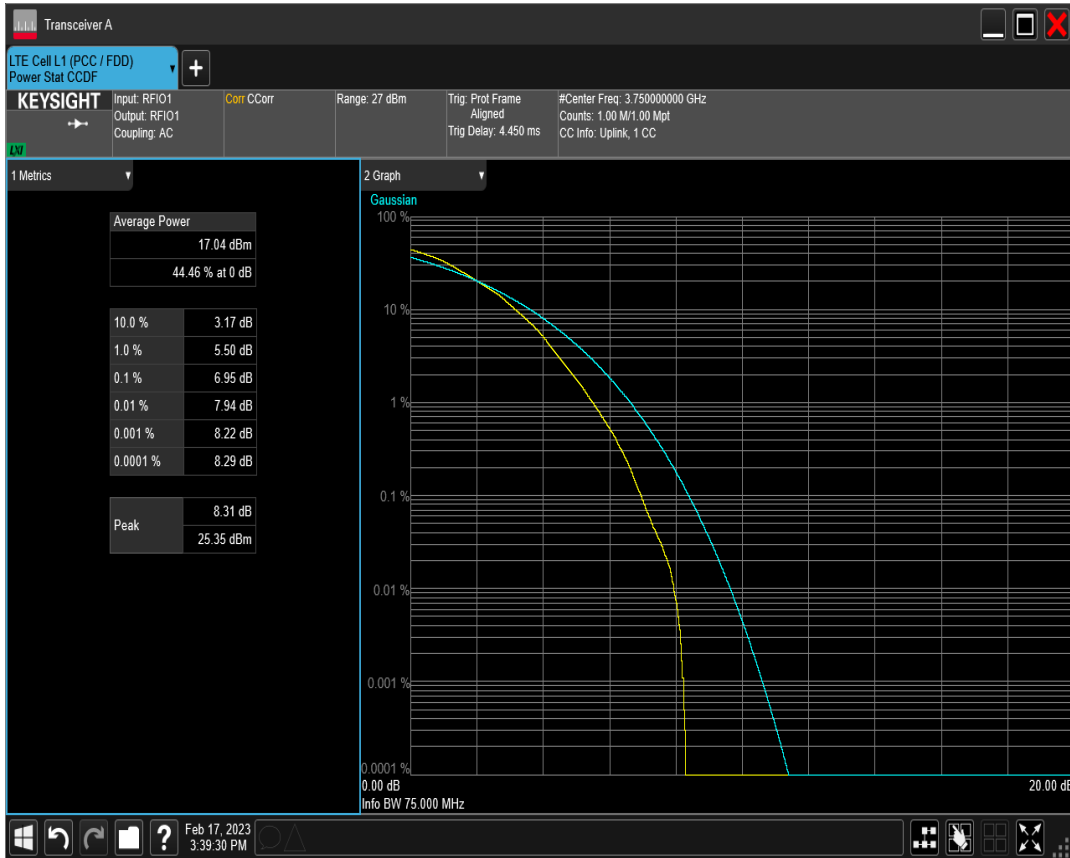 Transceiver A
LTE Cell L1 (PCC / FDD)
Power Stat CCDF
+
KEYSIGHT
LXI
Input: RFIO1
Output: RFIO1
Coupling: AC
Corr CCorr
Range: 27 dBm
Trig: Prot Frame
Aligned
Trig Delay: 4.450 ms
#Center Freq: 3.750000000 GHz
Counts: 1.00 M/1.00 Mpt
CC Info: Uplink, 1 CC
1 Metrics
Average Power
17.04 dBm
44.46 % at 0 dB
10.0 % 3.17 dB
1.0 % 5.50 dB
0.1 % 6.95 dB
0.01 % 7.94 dB
0.001 % 8.22 dB
0.0001 % 8.29 dB
Peak
8.31 dB
25.35 dBm
2 Graph
Gaussian
100 %
10 %
1 %
0.1 %
0.01 %
0.001 %
0.0001 %
0.00 dB 20.00 dB
Info BW 75.000 MHz
?
Feb 17, 2023
3:39:30 PM